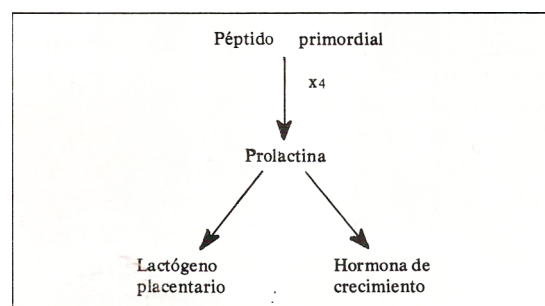 Péptido primordial
X4
Prolactina
Lactógeno
placentario
Hormona de
crecimiento